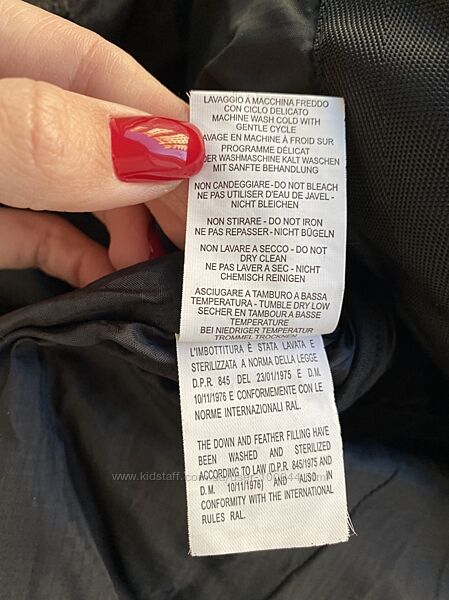 LAVAGGIO A MACCHINA FREDDO
CON CICLO DELICATO
MACHINE WASH COLD WITH
GENTLE CYCLE
AVAGE EN MACHINE À FROID SUR
PROGRAMME DÉLICAT
DER WASHMASCHINE KALT WASCHEN
MIT SANFTE BEHANDLUNG
NON CANDEGGIARE - DO NOT BLEACH
NE PAS UTILISER D'EAU DE JAVEL -
NICHT BLEICHEN
NON STIRARE - DO NOT IRON
NE PAS REPASSER - NICHT BÜGELN
NON LAVARE A SECCO - DO NOT
DRY CLEAN
NE PAS LAVER A SEC - NICHT
CHEMISCH REINIGEN
ASCIUGARE A TAMBURO A BASSA
TEMPERATURA - TUMBLE DRY LOW
SECHER EN TAMBOUR A BASSE
TEMPERATURE
BEI NIEDRIGER TEMPERATUR
TROMMEL TROCKNEN
L'IMBOTTITURA È STATA LAVATA E
STERILIZZATA A NORMA DELLA LEGGE
D.P.R. 845 DEL 23/01/1975 E D.M.
10/11/1976 E CONFORMEMENTE CON LE
NORME INTERNAZIONALI RAL.
THE DOWN AND FEATHER FILLING HAVE
BEEN WASHED AND STERILIZED
ACCORDING TO LAW (D.P.R. 845/1975 AND
D.M. 10/11/1976) AND ALSO IN
CONFORMITY WITH THE INTERNATIONAL
RULES RAL.